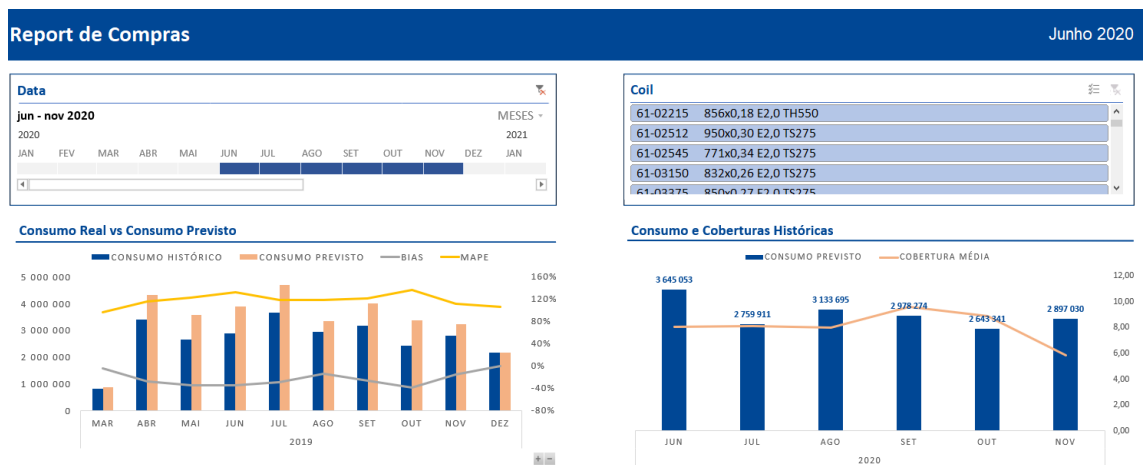 Report de Compras
Junho 2020
Data
jun - nov 2020
MESES
2020 2021
JAN FEV MAR ABR MAI JUN JUL AGO SET OUT NOV DEZ JAN
Coil
61-02215 856x0,18 E2,0 TH550
61-02512 950x0,30 E2,0 TS275
61-02545 771x0,34 E2,0 TS275
61-03150 832x0,26 E2,0 TS275
61-03375 850x0,27 E2,0 TS275
Consumo Real vs Consumo Previsto
CONSUMO HISTÓRICO CONSUMO PREVISTO BIAS MAPE
5 000 000 160%
4 000 000 120%
3 000 000 80%
2 000 000 40%
1 000 000 0%
0 -40%
-80%
MAR ABR MAI JUN JUL AGO SET OUT NOV DEZ
2019
Consumo e Coberturas Históricas
CONSUMO PREVISTO COBERTURA MÉDIA
12,00
10,00
8,00
6,00
4,00
2,00
0,00
3 645 053
2 759 911
3 133 695
2 978 274
2 643 341
2 897 030
JUN JUL AGO SET OUT NOV
2020